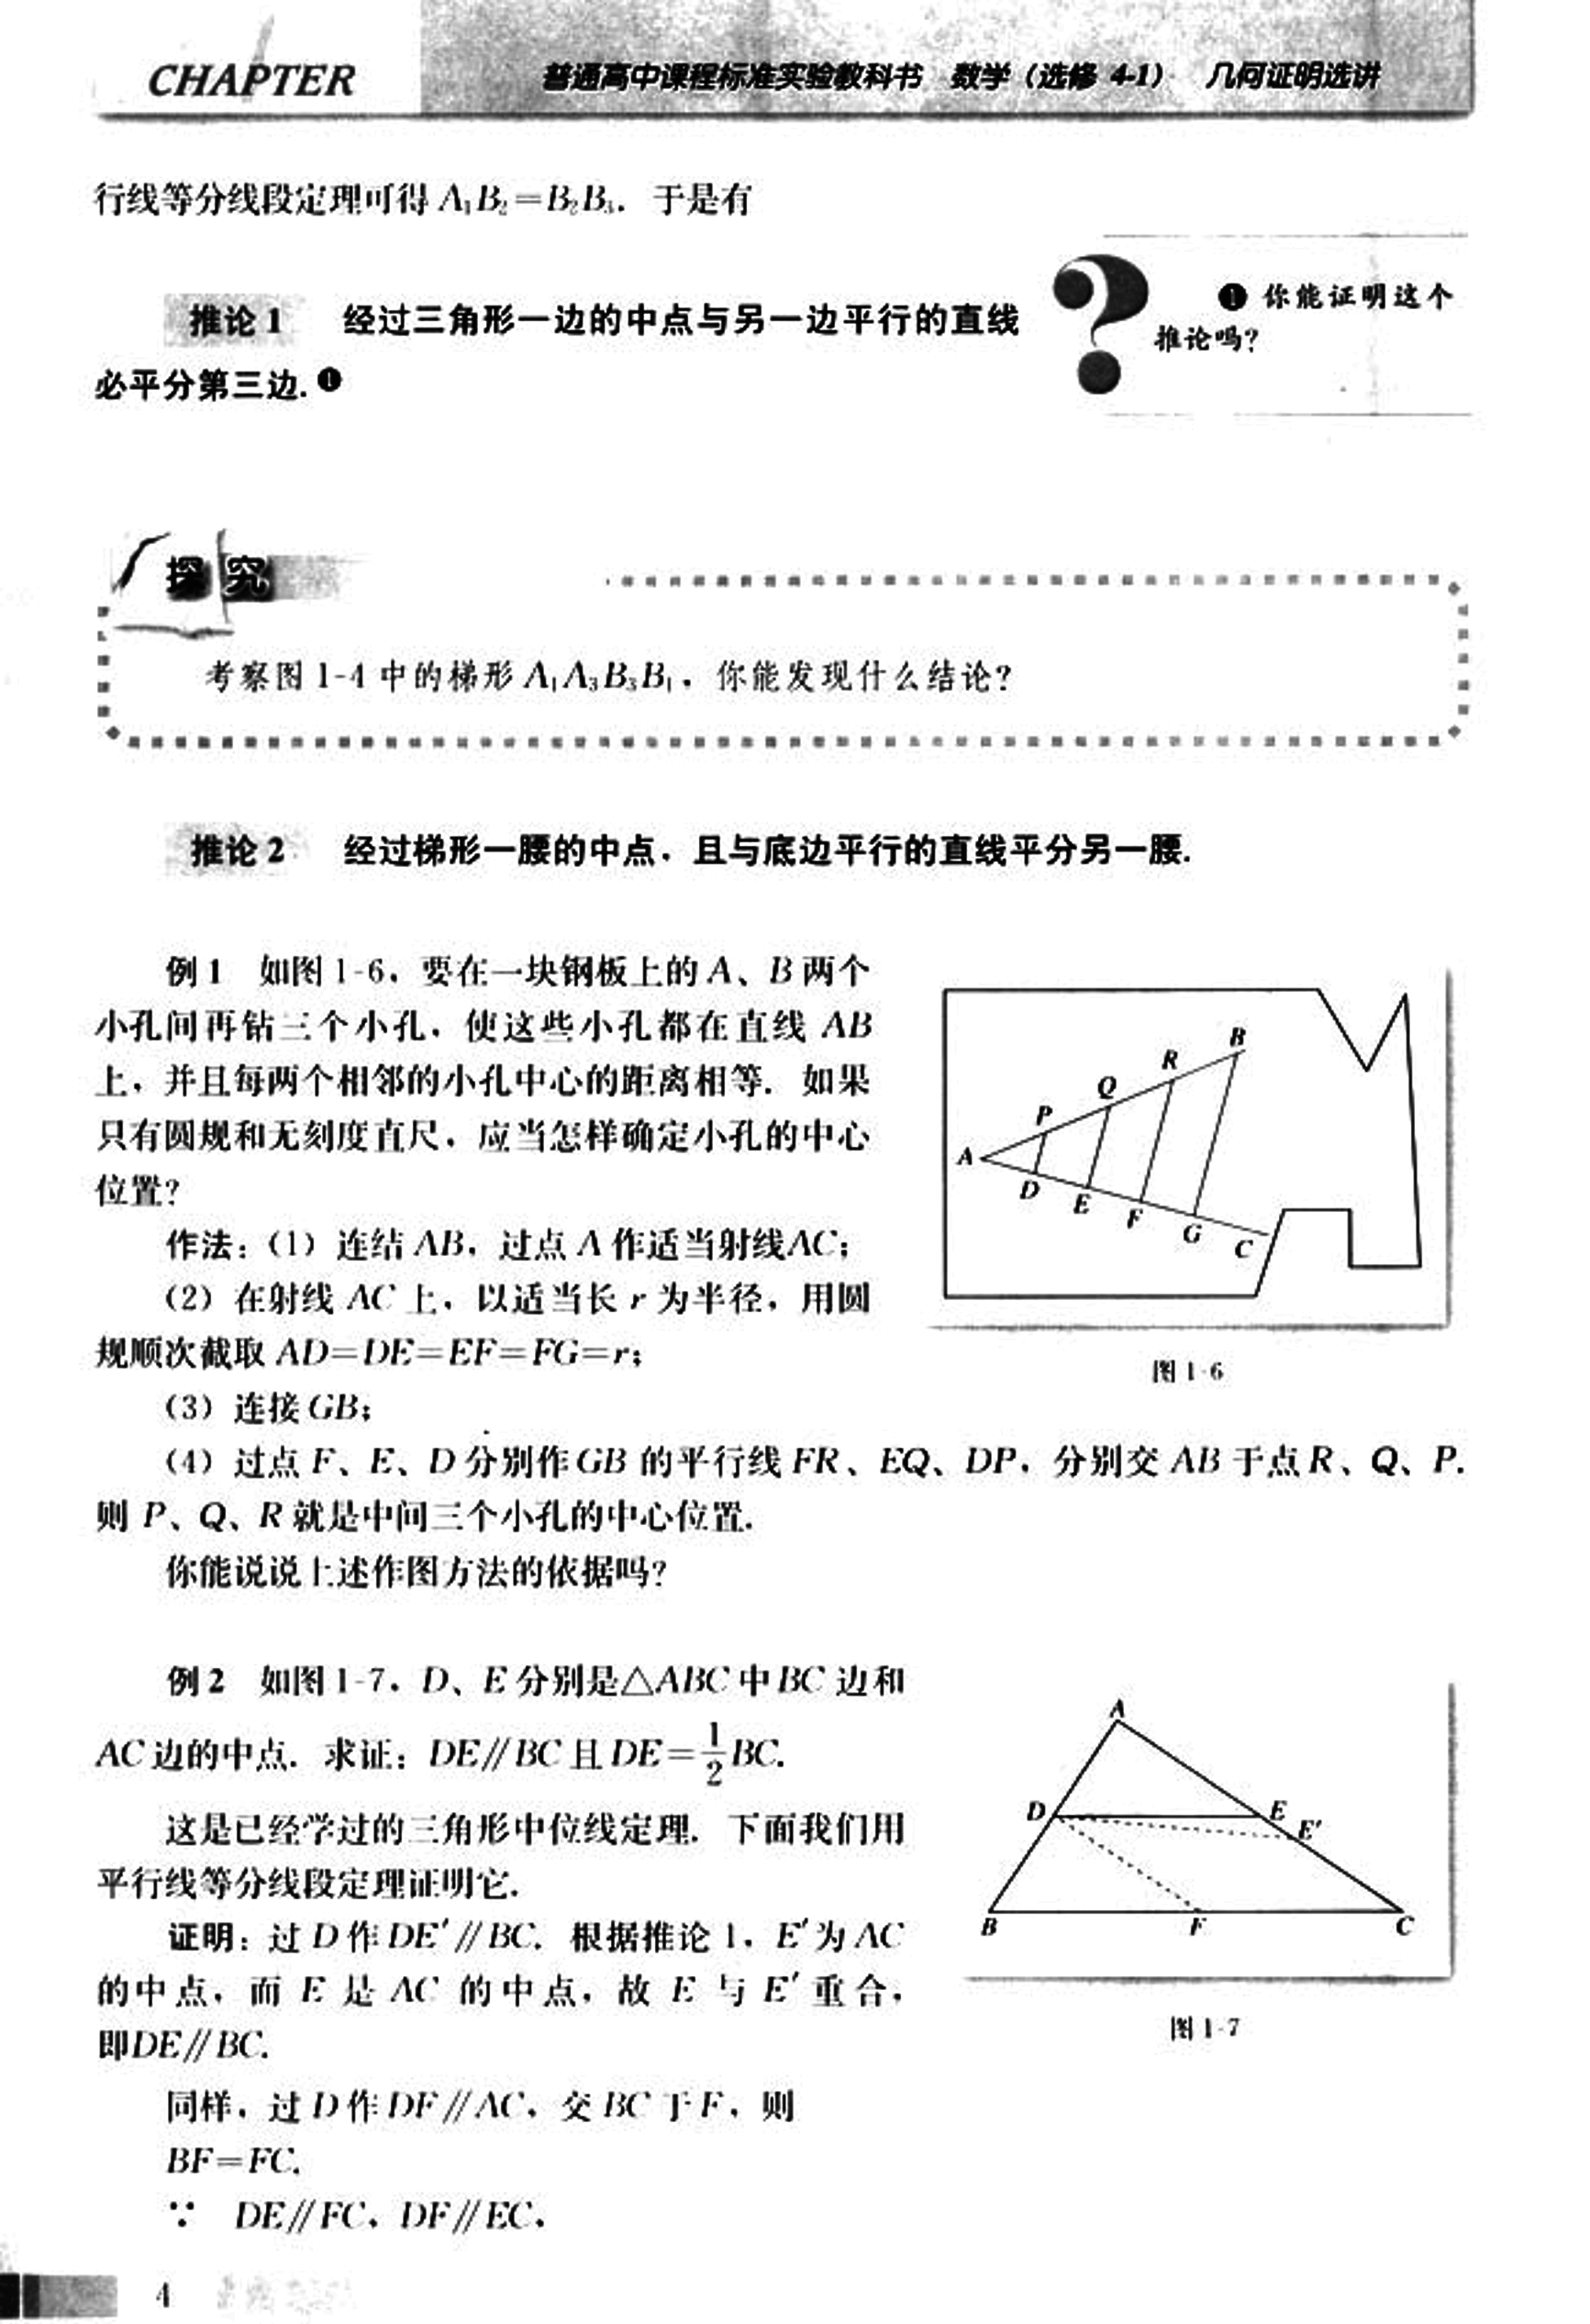 CHAPTER
普通高中课程标准实验教科书 数学（选修 4-1） 几何证明选讲
行线等分线段定理可得 A₁B₂＝B₂B₃. 于是有
推论 1 经过三角形一边的中点与另一边平行的直线
必平分第三边.❶
❶ 你能证明这个
推论吗？
探究
考察图 1-4 中的梯形 A₁A₃B₃B₁，你能发现什么结论？
推论 2 经过梯形一腰的中点，且与底边平行的直线平分另一腰.
例 1 如图 1-6，要在一块钢板上的 A、B 两个
小孔间再钻三个小孔，使这些小孔都在直线 AB
上，并且每两个相邻的小孔中心的距离相等. 如果
只有圆规和无刻度直尺，应当怎样确定小孔的中心
位置？
作法：（1）连结 AB，过点 A 作适当射线AC；
（2）在射线 AC 上，以适当长 r 为半径，用圆
规顺次截取 AD＝DE＝EF＝FG＝r；
（3）连接 GB；
（4）过点 F、E、D 分别作 GB 的平行线 FR、EQ、DP，分别交 AB 于点 R、Q、P.
则 P、Q、R 就是中间三个小孔的中心位置.
你能说说上述作图方法的依据吗？
A
P
Q
R
B
D
E
F
G
C
图 1-6
例 2 如图 1-7，D、E 分别是△ABC 中 BC 边和
AC 边的中点. 求证：DE∥BC 且 DE＝½BC.
这是已经学过的三角形中位线定理. 下面我们用
平行线等分线段定理证明它.
证明：过 D 作 DE′∥BC. 根据推论 1，E′为 AC
的中点，而 E 是 AC 的中点，故 E 与 E′重合，
即DE∥BC.
同样，过 D 作 DF∥AC，交 BC 于 F，则
BF＝FC.
∵ DE∥FC，DF∥EC，
A
D
E
E′
B
F
C
图 1-7
4